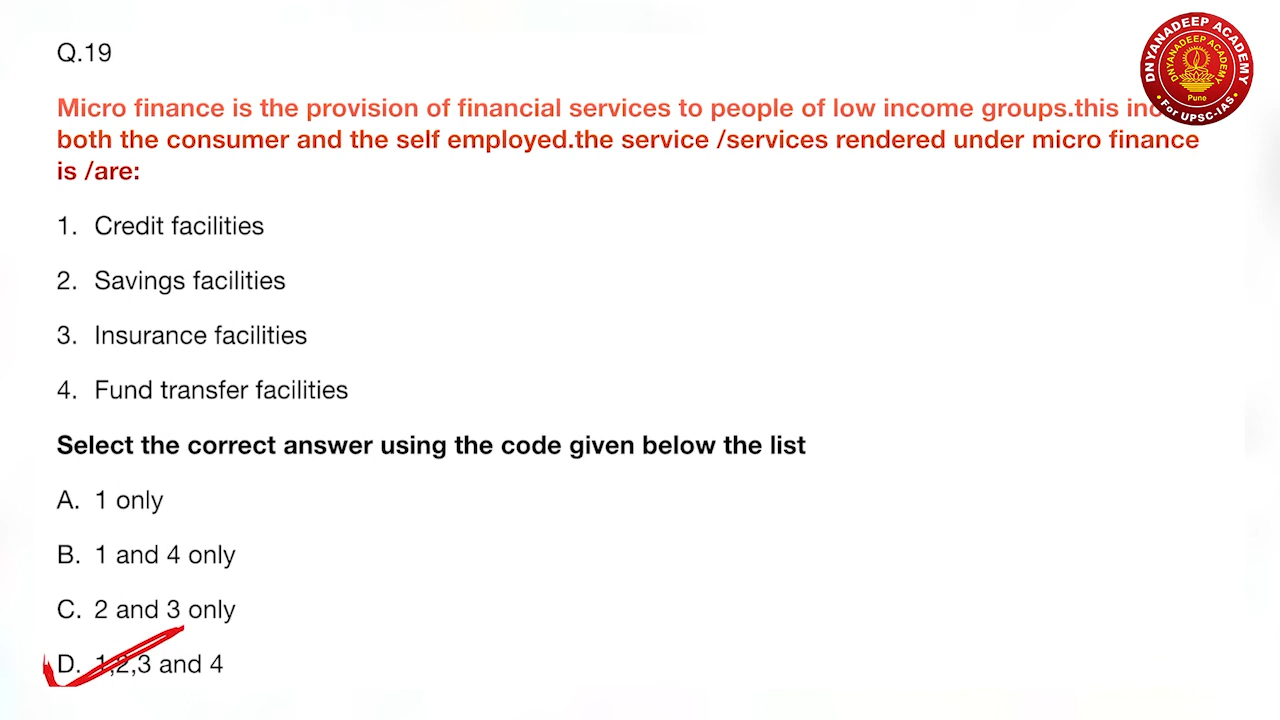 Q.19
DNYANADEEP ACADEMY
DNYANADEEP ACADEMY
Pune
For UPSC-IAS
Micro finance is the provision of financial services to people of low income groups.this
both the consumer and the self employed.the service /services rendered under micro finance
is /are:
1. Credit facilities
2. Savings facilities
3. Insurance facilities
4. Fund transfer facilities
Select the correct answer using the code given below the list
A. 1 only
B. 1 and 4 only
C. 2 and 3 only
D. 1,2,3 and 4